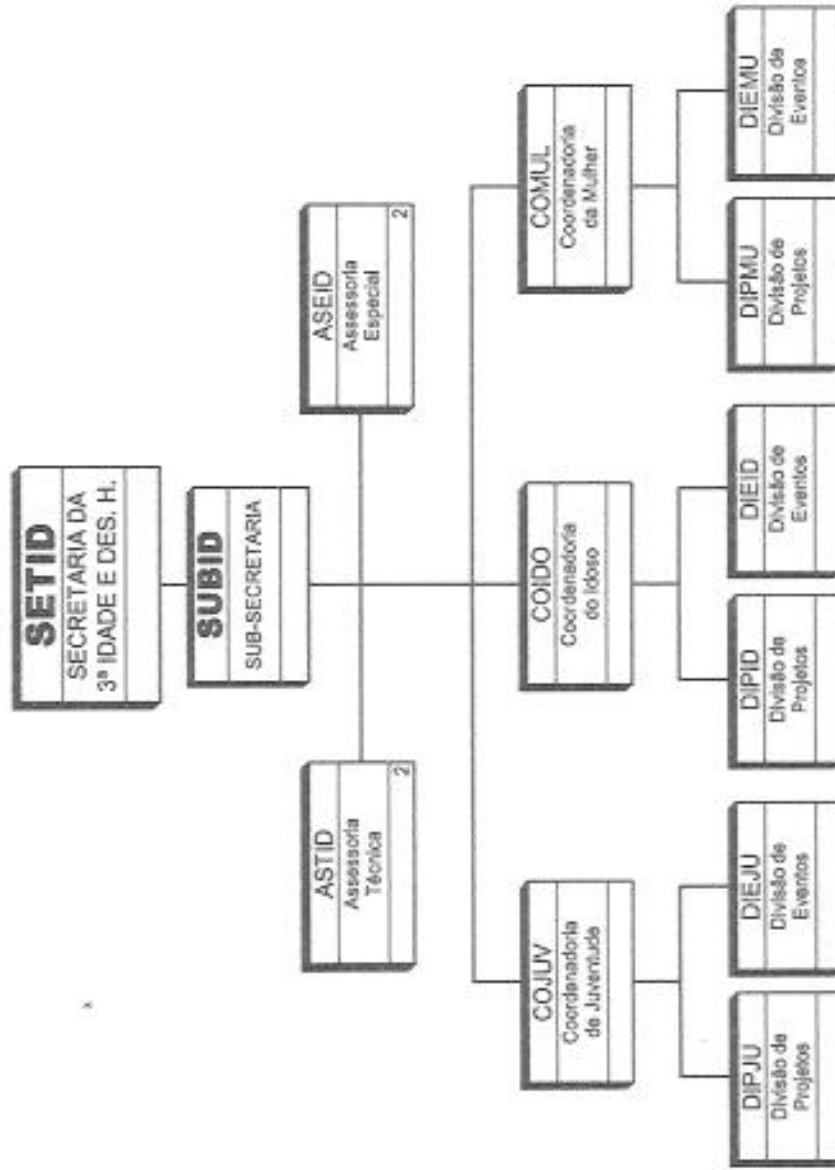 SETID
SECRETARIA DA
3ª IDADE E DES. H.
SUBID
SUB-SECRETARIA
ASTID
Assessoria
Técnica
2
ASEID
Assessoria
Especial
2
COJUV
Coordenadoria
de Juventude
COIDO
Coordenadoria
do Idoso
COMUL
Coordenadoria
da Mulher
DIPJU
Divisão de
Projetos
DIEJU
Divisão de
Eventos
DIPID
Divisão de
Projetos
DIEID
Divisão de
Eventos
DIPMU
Divisão de
Projetos
DIEMU
Divisão de
Eventos